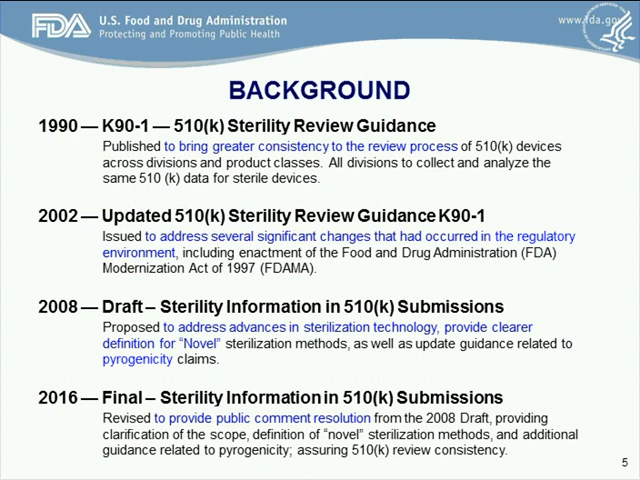 FDA U.S. Food and Drug Administration
Protecting and Promoting Public Health
www.fda.gov
BACKGROUND
1990 — K90-1 — 510(k) Sterility Review Guidance
Published to bring greater consistency to the review process of 510(k) devices
across divisions and product classes. All divisions to collect and analyze the
same 510 (k) data for sterile devices.
2002 — Updated 510(k) Sterility Review Guidance K90-1
Issued to address several significant changes that had occurred in the regulatory
environment, including enactment of the Food and Drug Administration (FDA)
Modernization Act of 1997 (FDAMA).
2008 — Draft – Sterility Information in 510(k) Submissions
Proposed to address advances in sterilization technology, provide clearer
definition for “Novel” sterilization methods, as well as update guidance related to
pyrogenicity claims.
2016 — Final – Sterility Information in 510(k) Submissions
Revised to provide public comment resolution from the 2008 Draft, providing
clarification of the scope, definition of “novel” sterilization methods, and additional
guidance related to pyrogenicity; assuring 510(k) review consistency.
5